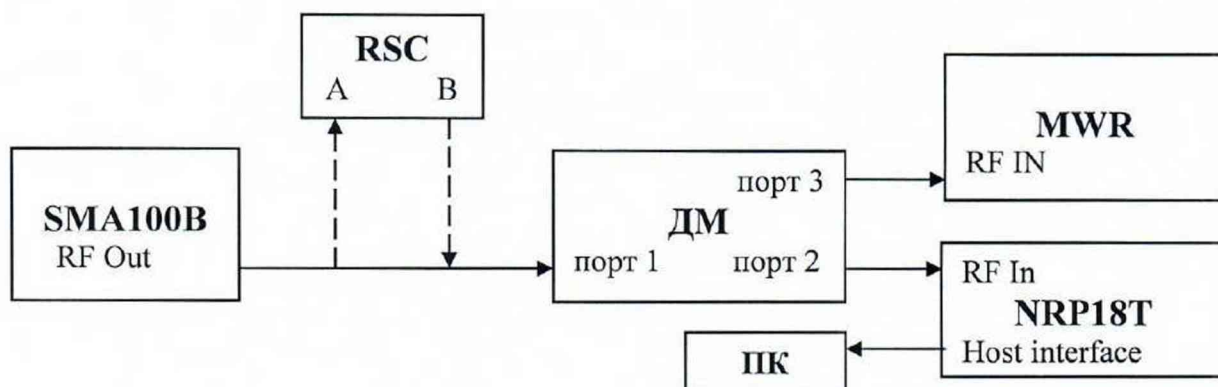 RSC
A B
MWR
RF IN
SMA100B
RF Out
порт 3
ДМ
порт 1 порт 2
RF In
NRP18T
Host interface
ПК